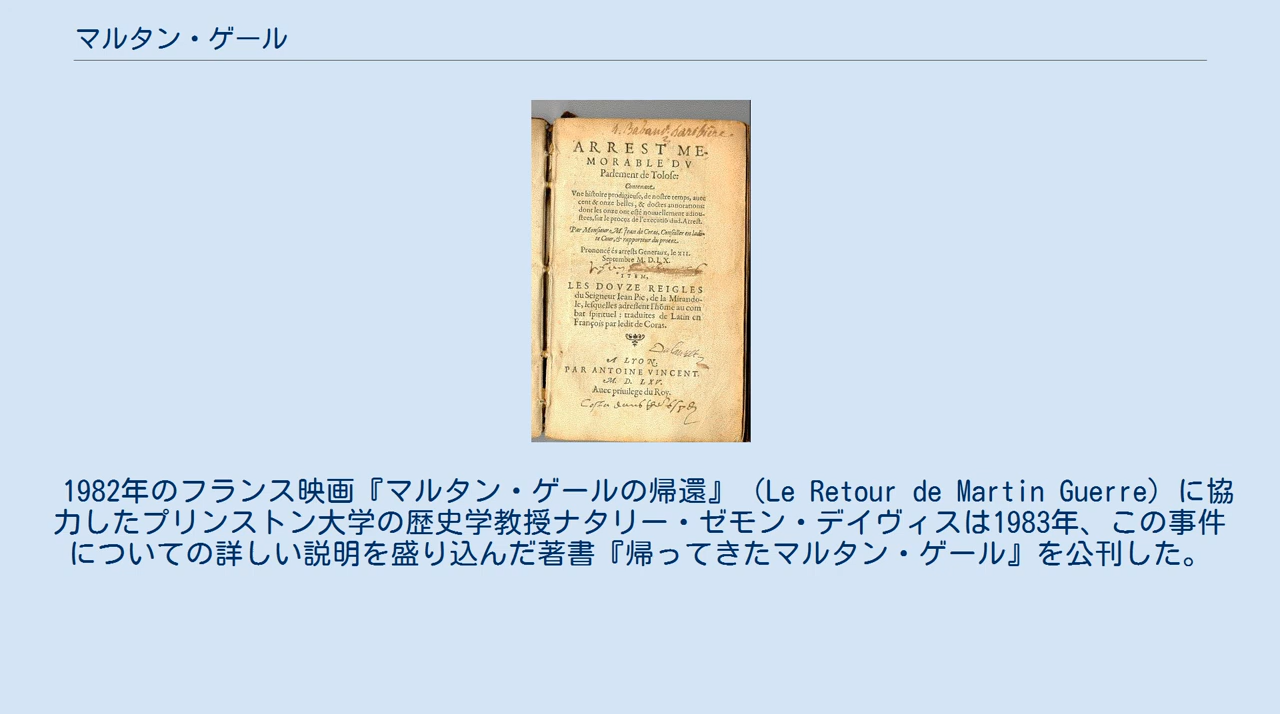 マルタン・ゲール
ARREST ME-
MORABLE DV
Parlement de Tolose:
Contenant,
Vne histoire prodigieuse, de nostre temps, auec
cent & onze belles, & doctes annotations:
dont les onze ont esté nouuellement adiou-
stées, sur le procez de l'execution dud. Arrest.
Par Monsieur M. Iean de Coras, Conseiller en ladi-
te Cour, & rapporteur du procez.
Prononcé és arrests Generaux, le XII.
Septembre M. D. LX.
ITEM,
LES DOVZE REIGLES
du Seigneur Iean Pic, de la Mirando-
le, lesquelles adressent l'hôme au com
bat spirituel : traduites de Latin en
François par ledit de Coras.
A LYON,
PAR ANTOINE VINCENT.
M. D. LXV.
Auec priuilege du Roy.
1982年のフランス映画『マルタン・ゲールの帰還』（Le Retour de Martin Guerre）に協
力したプリンストン大学の歴史学教授ナタリー・ゼモン・デイヴィスは1983年、この事件
についての詳しい説明を盛り込んだ著書『帰ってきたマルタン・ゲール』を公刊した。